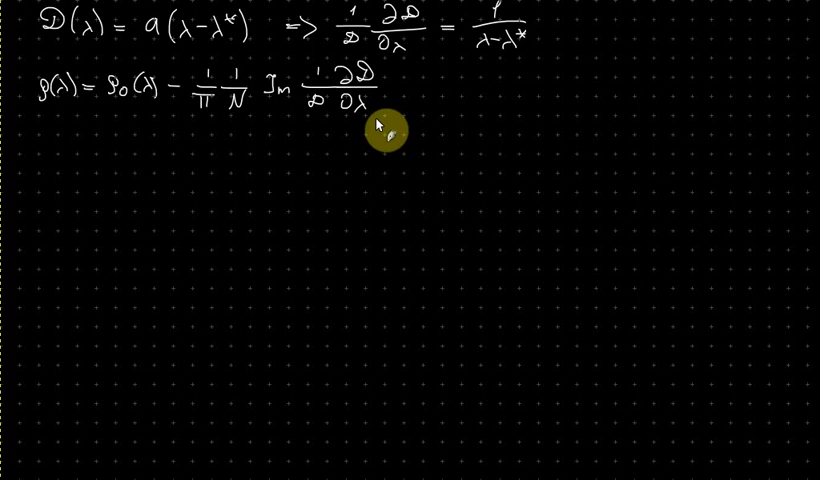 𝒟(λ) = a(λ-λ*) => 1/𝒟 ∂𝒟/∂λ = 1/(λ-λ*)
ρ(λ) = ρ₀(λ) - 1/π 1/N Im 1/𝒟 ∂𝒟/∂λ